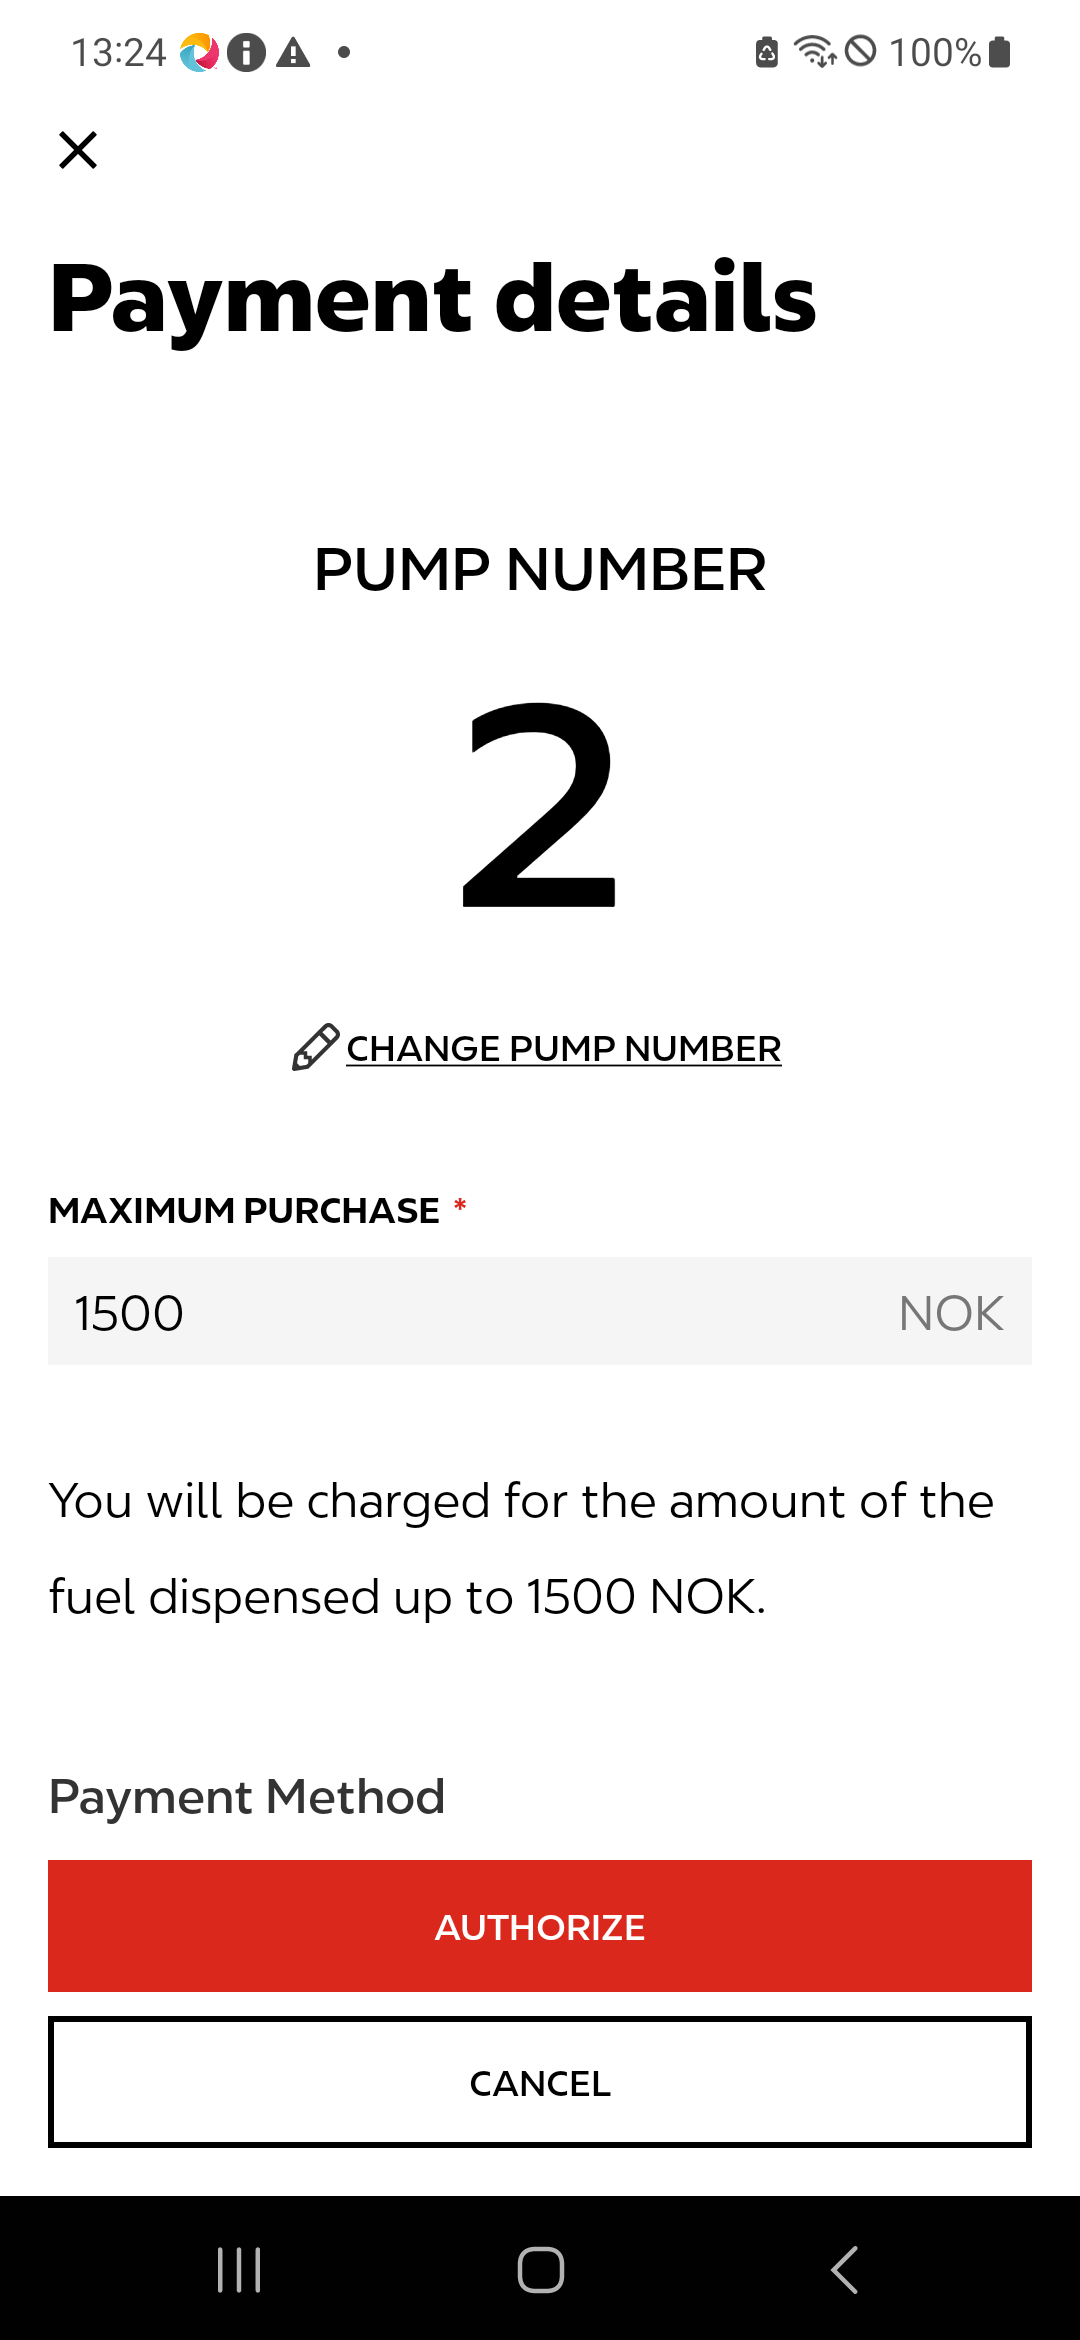 13:24
100%
Payment details
PUMP NUMBER
2
CHANGE PUMP NUMBER
MAXIMUM PURCHASE *
1500 NOK
You will be charged for the amount of the
fuel dispensed up to 1500 NOK.
Payment Method
AUTHORIZE
CANCEL